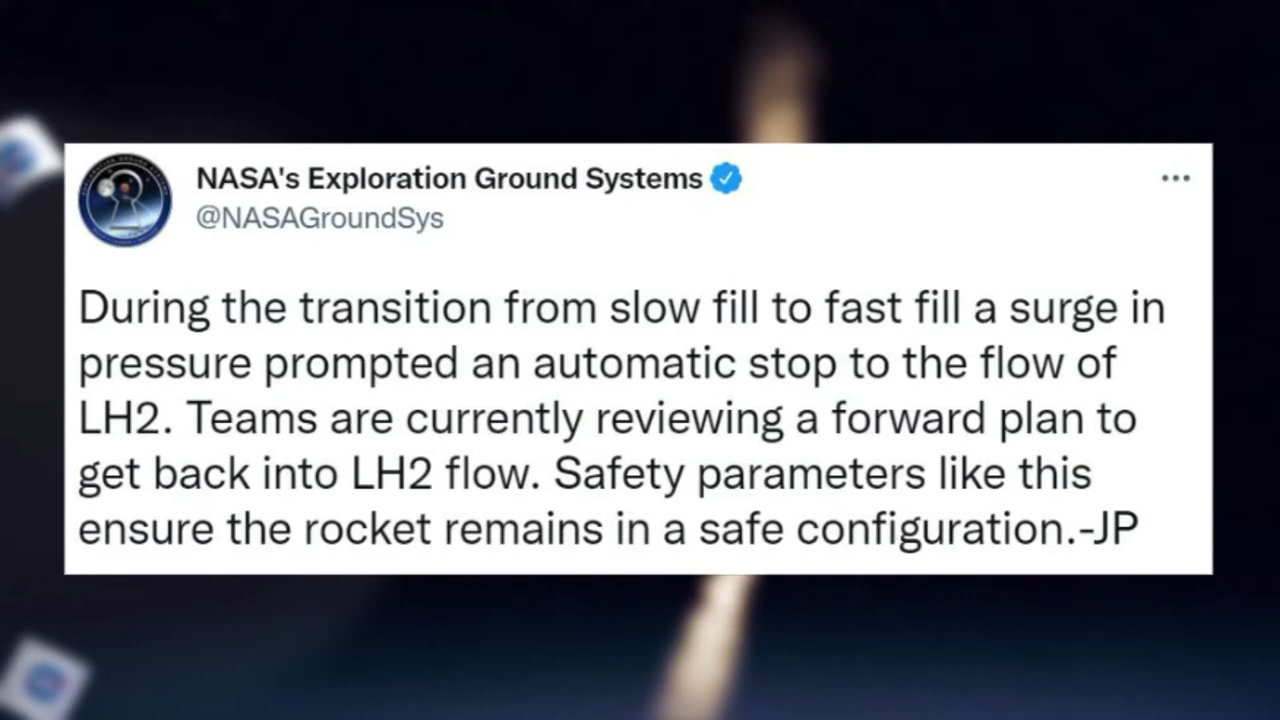 NASA's Exploration Ground Systems
@NASAGroundSys
During the transition from slow fill to fast fill a surge in
pressure prompted an automatic stop to the flow of
LH2. Teams are currently reviewing a forward plan to
get back into LH2 flow. Safety parameters like this
ensure the rocket remains in a safe configuration.-JP